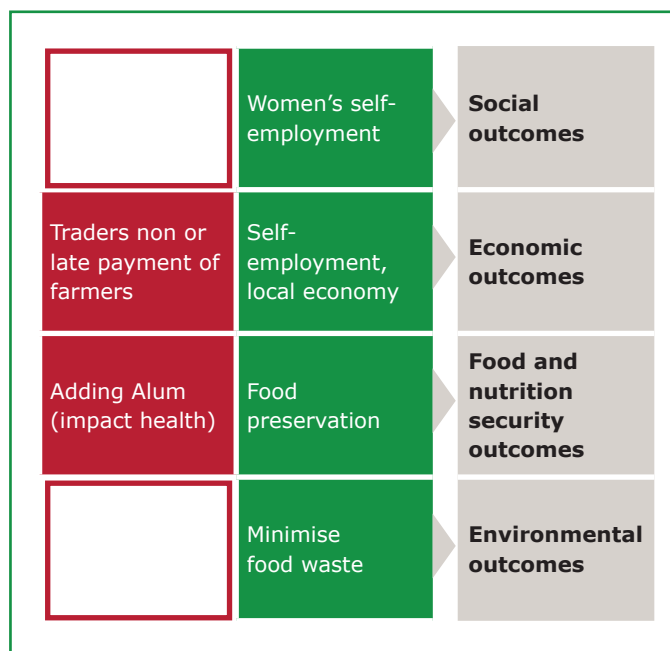 Women’s self-
employment
Social
outcomes
Traders non or
late payment of
farmers
Self-
employment,
local economy
Economic
outcomes
Adding Alum
(impact health)
Food
preservation
Food and
nutrition
security
outcomes
Minimise
food waste
Environmental
outcomes